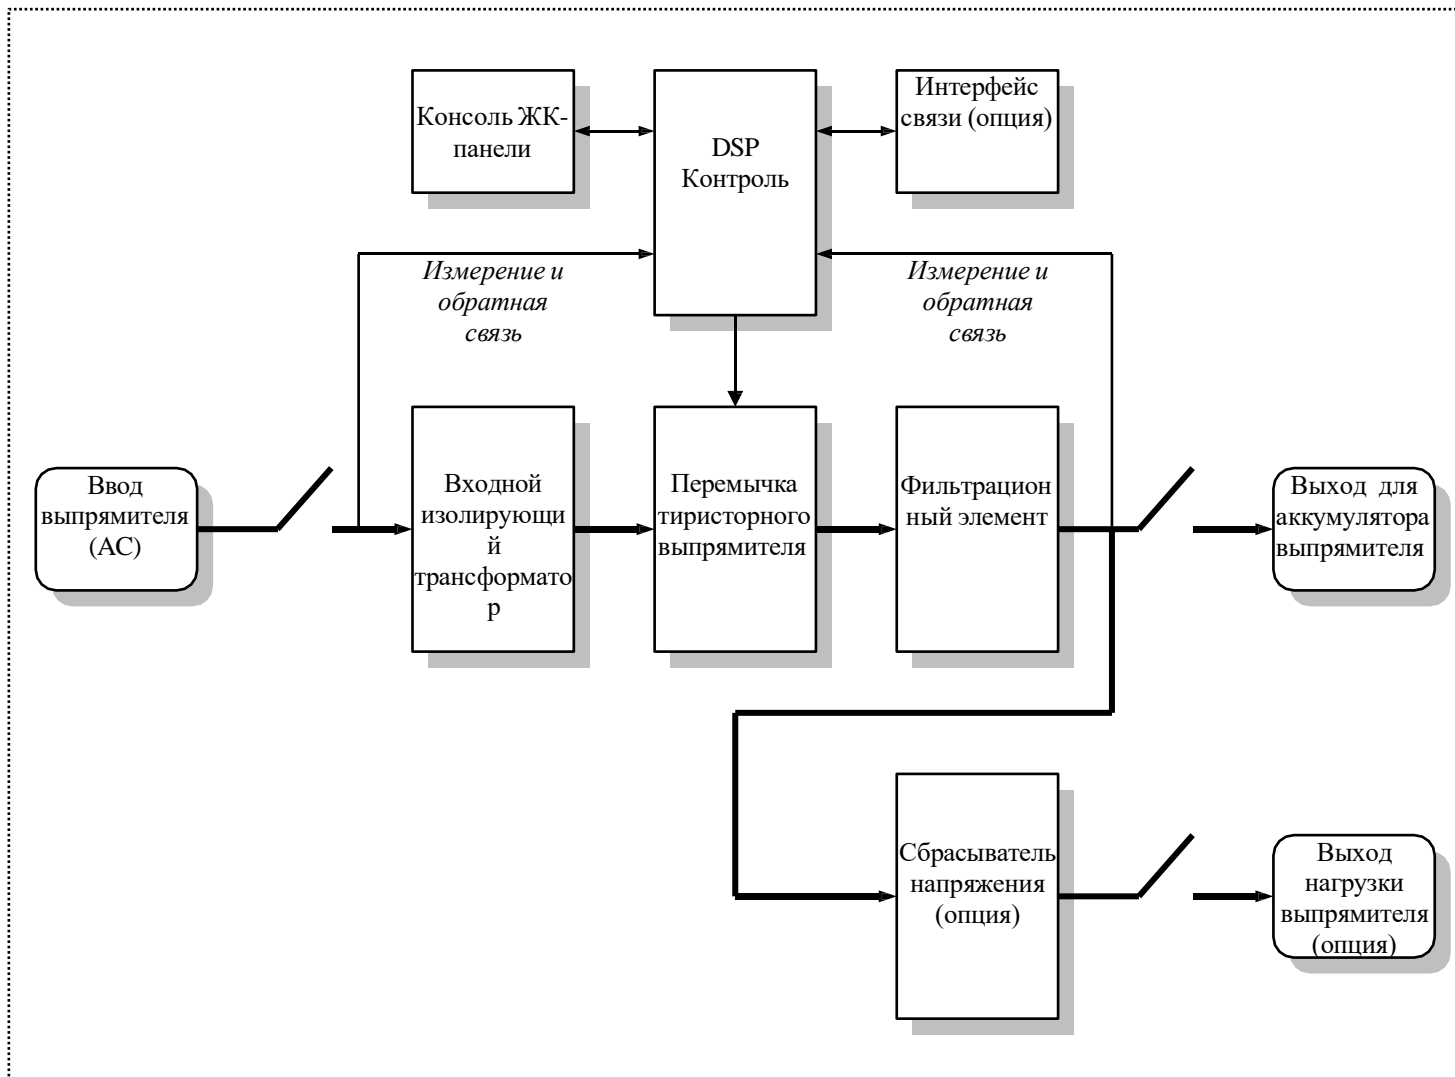 Консоль ЖК-
панели
DSP
Контроль
Интерфейс
связи (опция)
Измерение и
обратная
связь
Измерение и
обратная
связь
Ввод
выпрямителя
(AC)
Входной
изолирующи
й
трансформато
р
Перемычка
тиристорного
выпрямителя
Фильтрацион
ный элемент
Выход для
аккумулятора
выпрямителя
Сбрасыватель
напряжения
(опция)
Выход
нагрузки
выпрямителя
(опция)